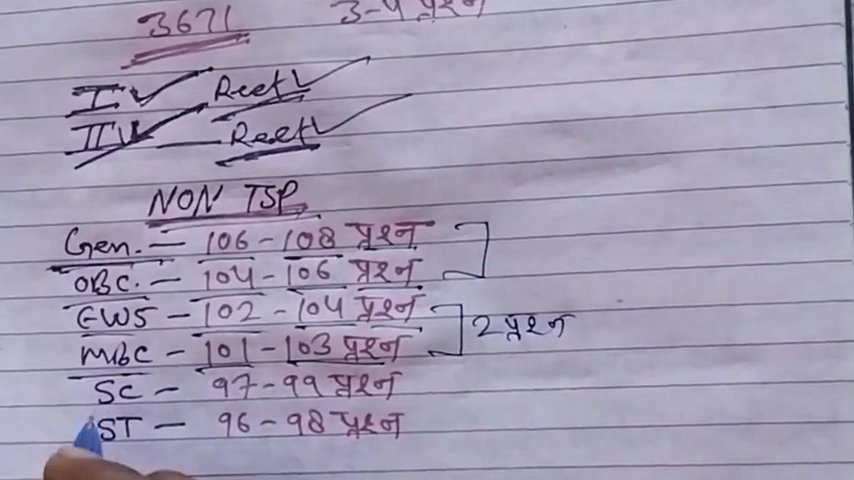 3671 3-4 प्रश्न
I Reet
II Reet
NON TSP
Gen. - 106-108 प्रश्न
OBC. - 104-106 प्रश्न
EWS - 102-104 प्रश्न
MBC - 101-103 प्रश्न 2 प्रश्न
SC - 97-99 प्रश्न
ST - 96-98 प्रश्न